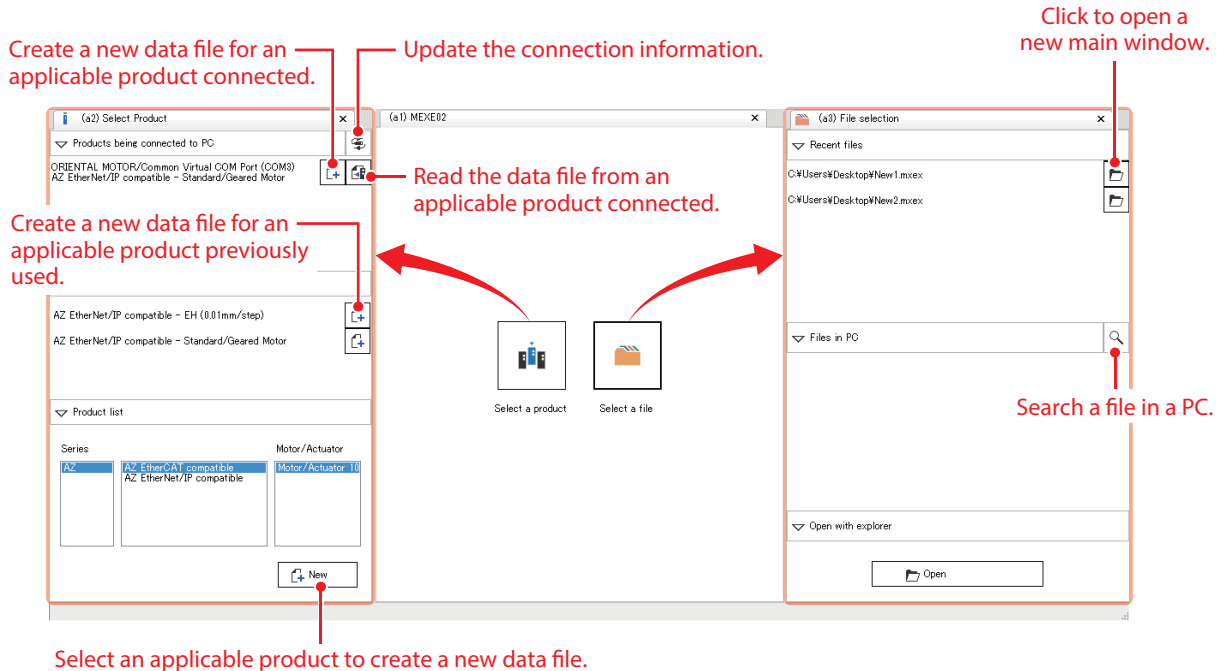 Click to open a
new main window.
Create a new data file for an
applicable product connected.
Update the connection information.
(a2) Select Product
×
(a1) MEXE02
×
(a3) File selection
×
Products being connected to PC
Recent files
ORIENTAL MOTOR/Common Virtual COM Port (COM3)
AZ EtherNet/IP compatible - Standard/Geared Motor
C:¥Users¥Desktop¥New1.mxex
Read the data file from an
applicable product connected.
C:¥Users¥Desktop¥New2.mxex
Create a new data file for an
applicable product previously
used.
AZ EtherNet/IP compatible - EH (0.01mm/step)
AZ EtherNet/IP compatible - Standard/Geared Motor
Files in PC
Select a product
Select a file
Search a file in a PC.
Product list
Series
Motor/Actuator
AZ
AZ EtherCAT compatible
AZ EtherNet/IP compatible
Motor/Actuator 10
Open with explorer
New
Open
Select an applicable product to create a new data file.